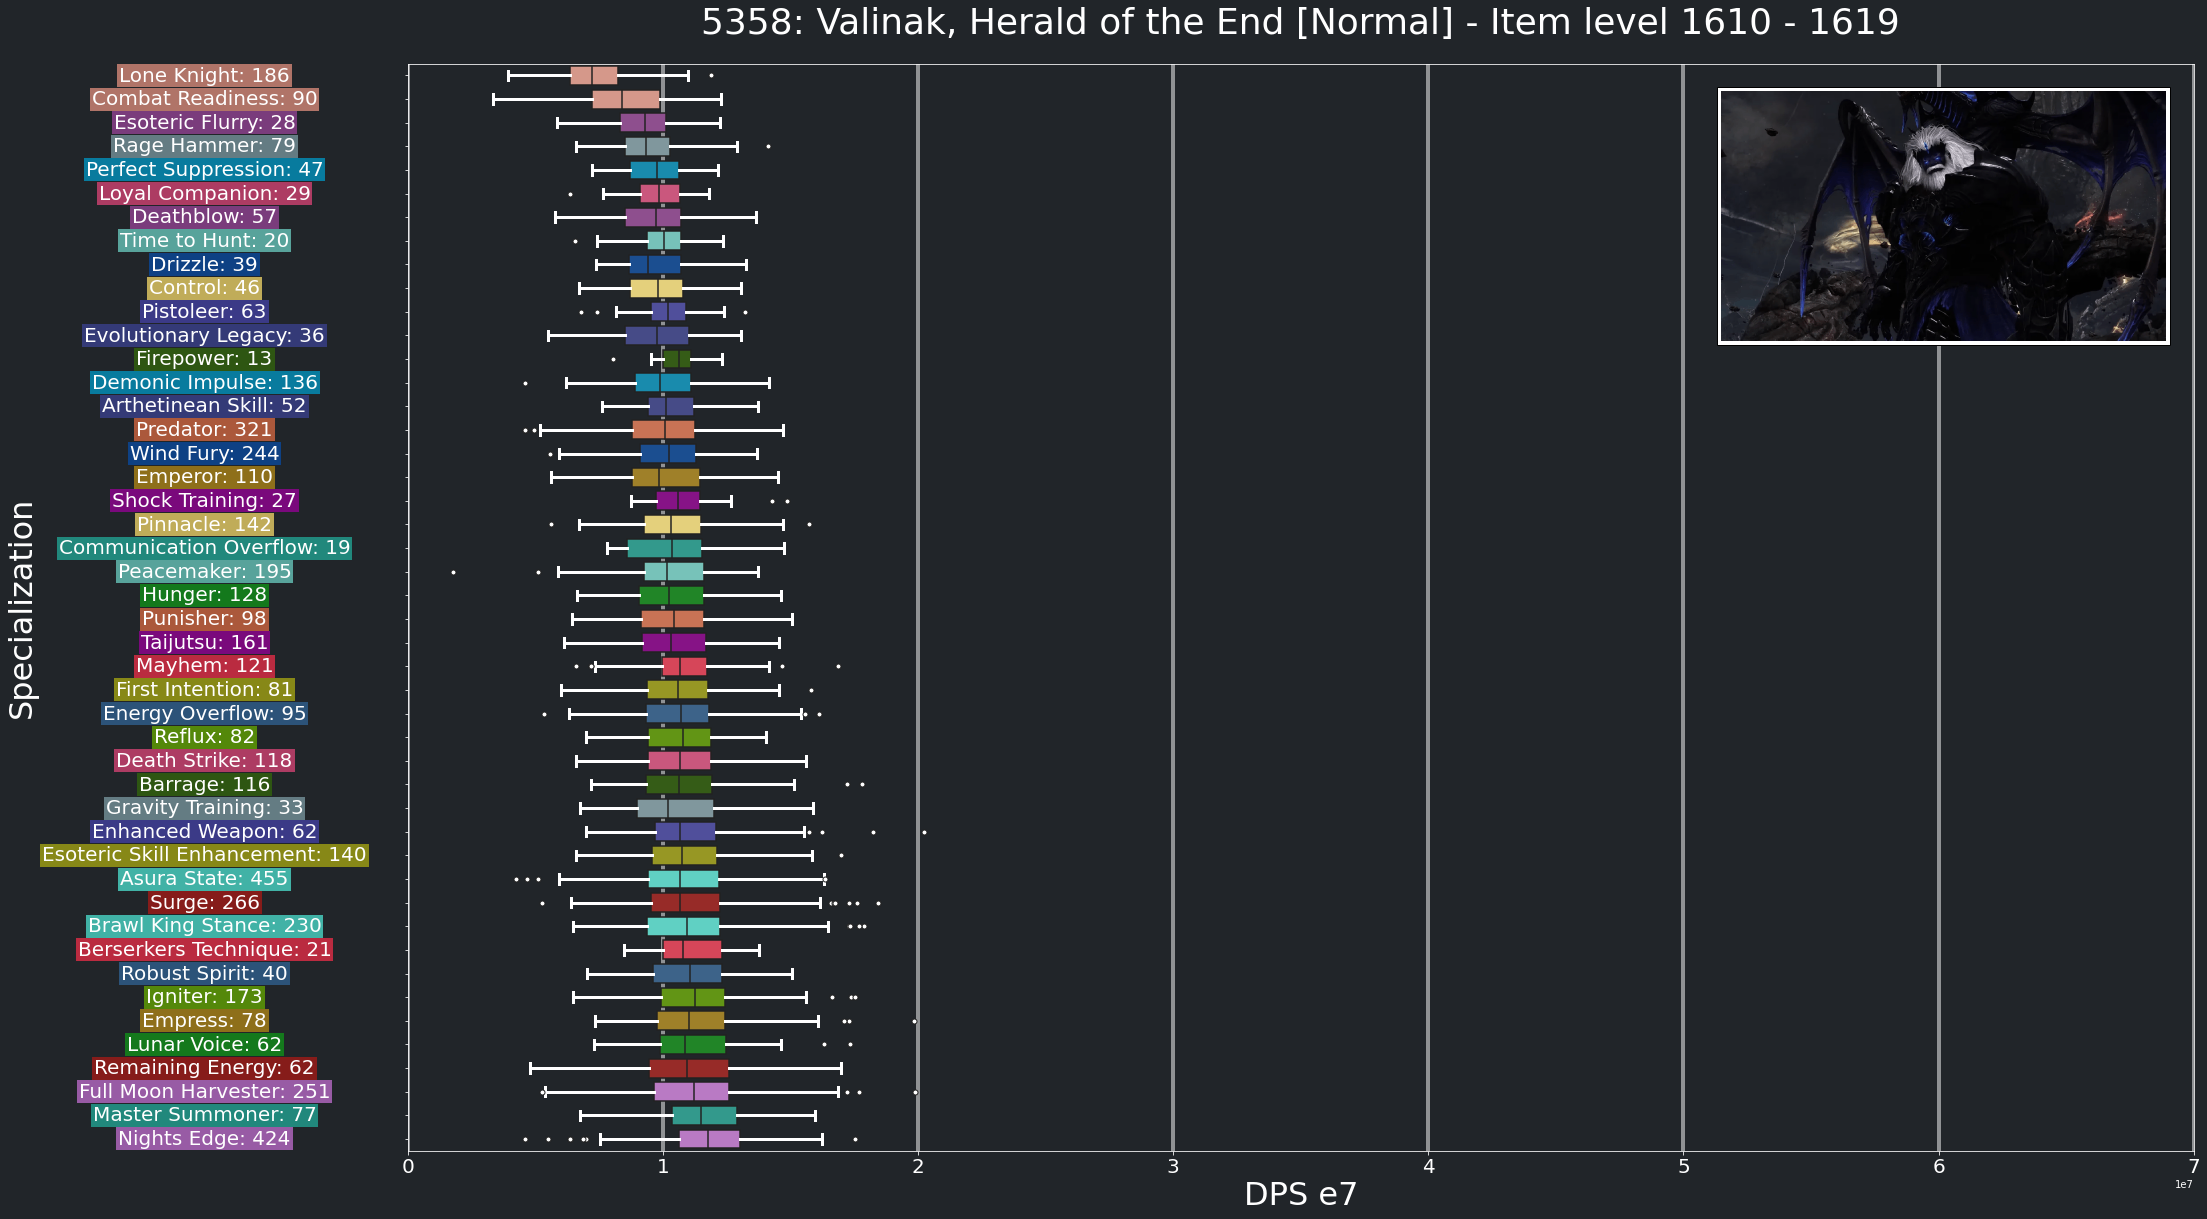 5358: Valinak, Herald of the End [Normal] - Item level 1610 - 1619
Specialization
Lone Knight: 186
Combat Readiness: 90
Esoteric Flurry: 28
Rage Hammer: 79
Perfect Suppression: 47
Loyal Companion: 29
Deathblow: 57
Time to Hunt: 20
Drizzle: 39
Control: 46
Pistoleer: 63
Evolutionary Legacy: 36
Firepower: 13
Demonic Impulse: 136
Arthetinean Skill: 52
Predator: 321
Wind Fury: 244
Emperor: 110
Shock Training: 27
Pinnacle: 142
Communication Overflow: 19
Peacemaker: 195
Hunger: 128
Punisher: 98
Taijutsu: 161
Mayhem: 121
First Intention: 81
Energy Overflow: 95
Reflux: 82
Death Strike: 118
Barrage: 116
Gravity Training: 33
Enhanced Weapon: 62
Esoteric Skill Enhancement: 140
Asura State: 455
Surge: 266
Brawl King Stance: 230
Berserkers Technique: 21
Robust Spirit: 40
Igniter: 173
Empress: 78
Lunar Voice: 62
Remaining Energy: 62
Full Moon Harvester: 251
Master Summoner: 77
Nights Edge: 424
0 1 2 3 4 5 6 7
1e7
DPS e7